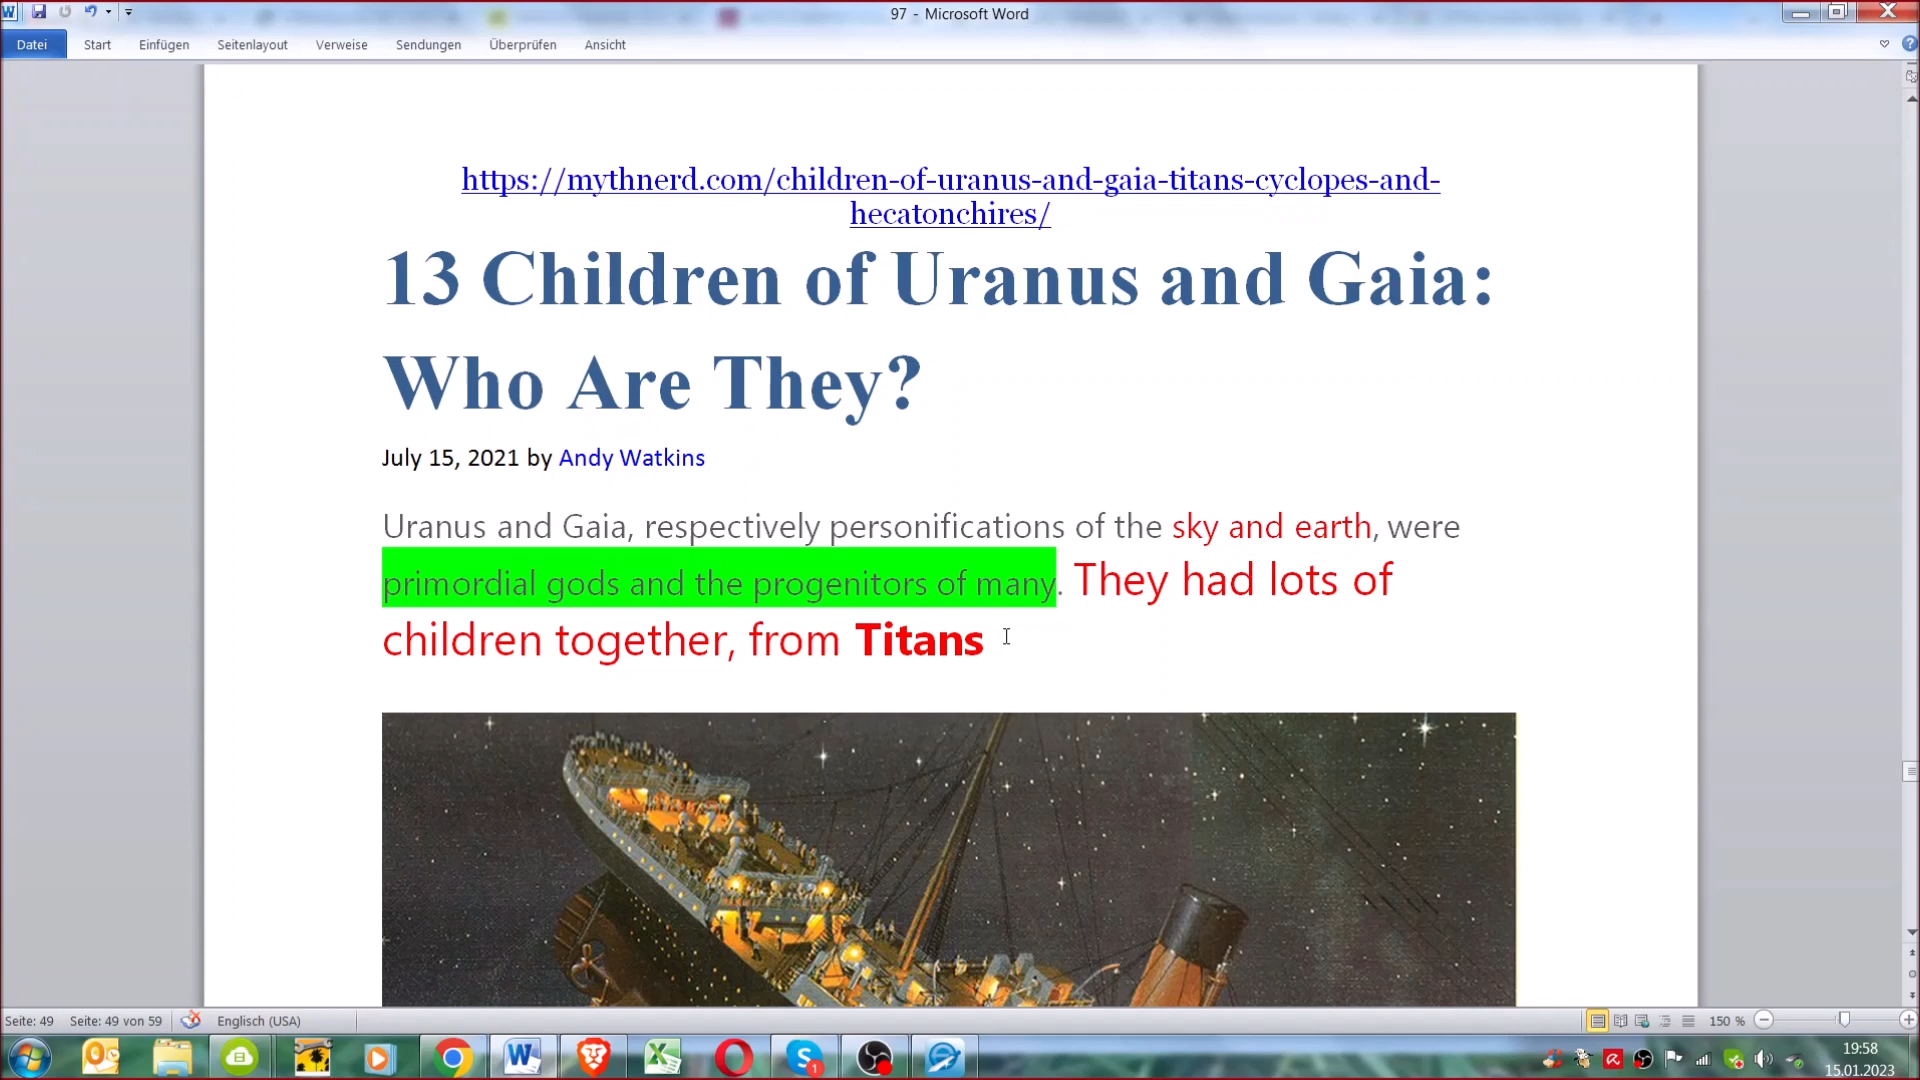 97 - Microsoft Word
Datei Start Einfügen Seitenlayout Verweise Sendungen Überprüfen Ansicht
https://mythnerd.com/children-of-uranus-and-gaia-titans-cyclopes-and-
hecatonchires/
13 Children of Uranus and Gaia:
Who Are They?
July 15, 2021 by Andy Watkins
Uranus and Gaia, respectively personifications of the sky and earth, were
primordial gods and the progenitors of many. They had lots of
children together, from Titans
Seite: 49 Seite: 49 von 59 Englisch (USA) 150 %
1
19:58
15.01.2023